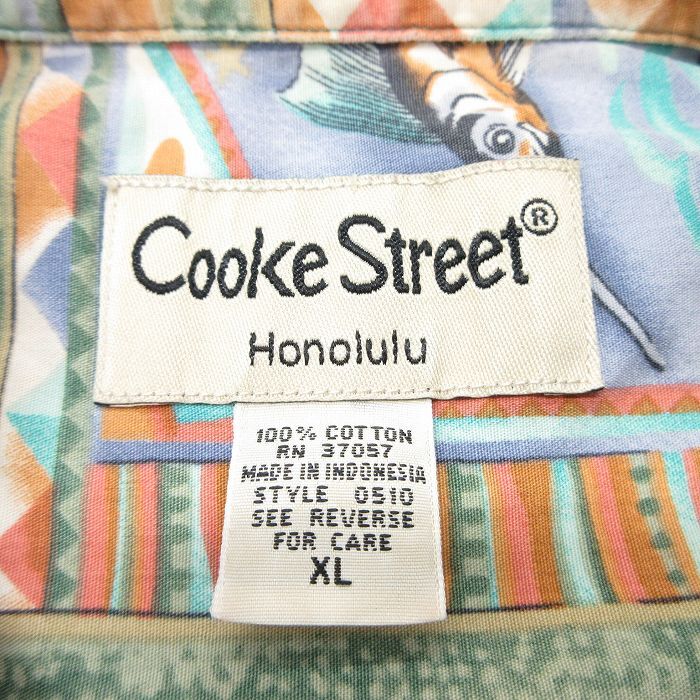 Cooke Street®
Honolulu
100% COTTON
RN 37057
MADE IN INDONESIA
STYLE 0510
SEE REVERSE
FOR CARE
XL